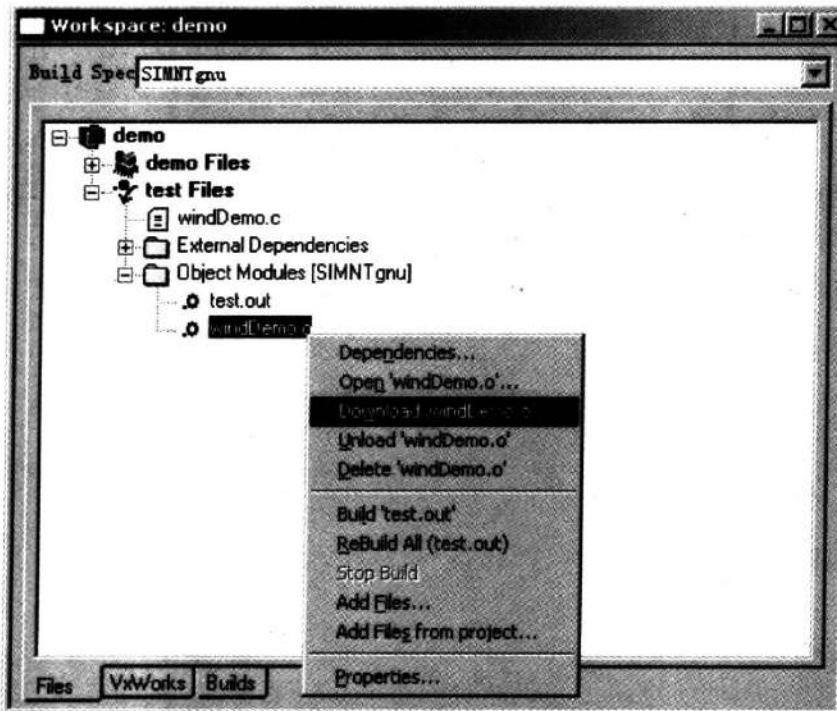 Workspace: demo
Build Spec SIMNTgnu
demo
demo Files
test Files
windDemo.c
External Dependencies
Object Modules [SIMNTgnu]
test.out
windDemo.o
Dependencies...
Open 'windDemo.o'...
Download 'windDemo.o'
Unload 'windDemo.o'
Delete 'windDemo.o'
Build 'test.out'
ReBuild All (test.out)
Stop Build
Add Files...
Add Files from project...
Properties...
Files VxWorks Builds